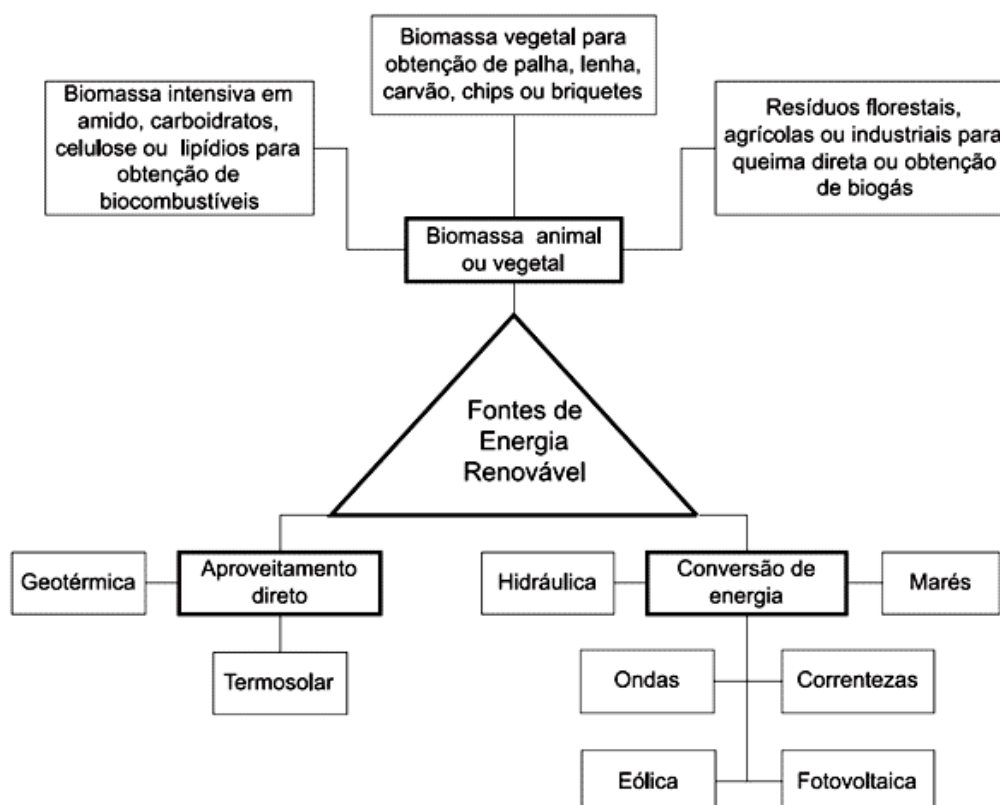 Biomassa vegetal para
obtenção de palha, lenha,
carvão, chips ou briquetes
Biomassa intensiva em
amido, carboidratos,
celulose ou lipídios para
obtenção de
biocombustíveis
Resíduos florestais,
agrícolas ou industriais para
queima direta ou obtenção
de biogás
Biomassa animal
ou vegetal
Fontes de
Energia
Renovável
Geotérmica
Aproveitamento
direto
Hidráulica
Conversão de
energia
Marés
Termosolar
Ondas
Correntezas
Eólica
Fotovoltaica